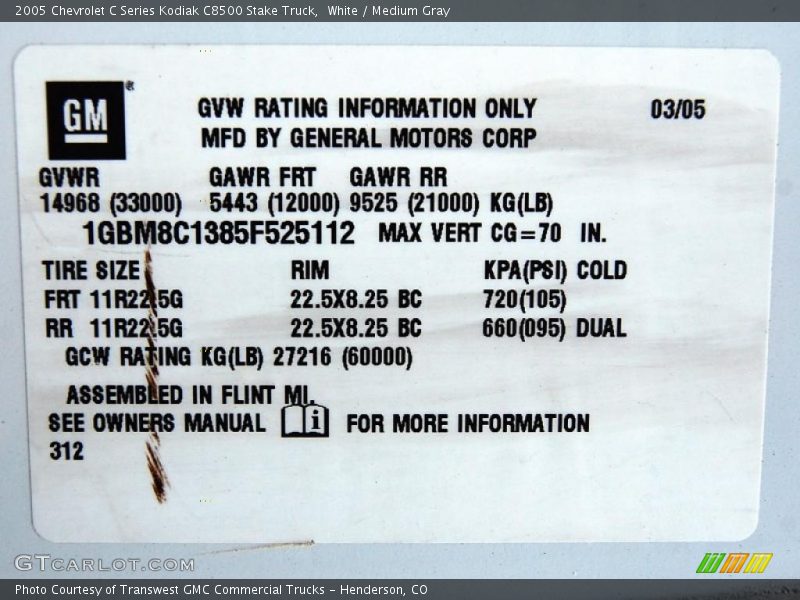 2005 Chevrolet C Series Kodiak C8500 Stake Truck, White / Medium Gray
GM ®
GVW RATING INFORMATION ONLY 03/05
MFD BY GENERAL MOTORS CORP
GVWR GAWR FRT GAWR RR
14968 (33000) 5443 (12000) 9525 (21000) KG(LB)
1GBM8C1385F525112 MAX VERT CG=70 IN.
TIRE SIZE RIM KPA(PSI) COLD
FRT 11R22.5G 22.5X8.25 BC 720(105)
RR 11R22.5G 22.5X8.25 BC 660(095) DUAL
GCW RATING KG(LB) 27216 (60000)
ASSEMBLED IN FLINT MI.
SEE OWNERS MANUAL i FOR MORE INFORMATION
312
GTCARLOT.COM
Photo Courtesy of Transwest GMC Commercial Trucks - Henderson, CO